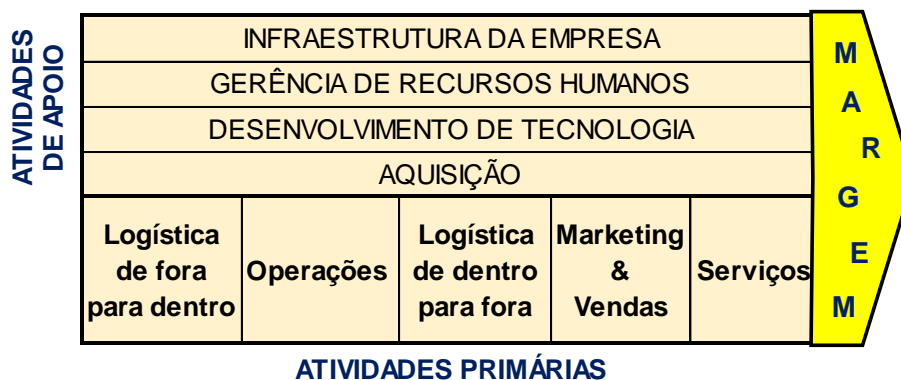 ATIVIDADES
DE APOIO
INFRAESTRUTURA DA EMPRESA
GERÊNCIA DE RECURSOS HUMANOS
DESENVOLVIMENTO DE TECNOLOGIA
AQUISIÇÃO
Logística
de fora
para dentro
Operações
Logística
de dentro
para fora
Marketing
&
Vendas
Serviços
MARGEM
ATIVIDADES PRIMÁRIAS